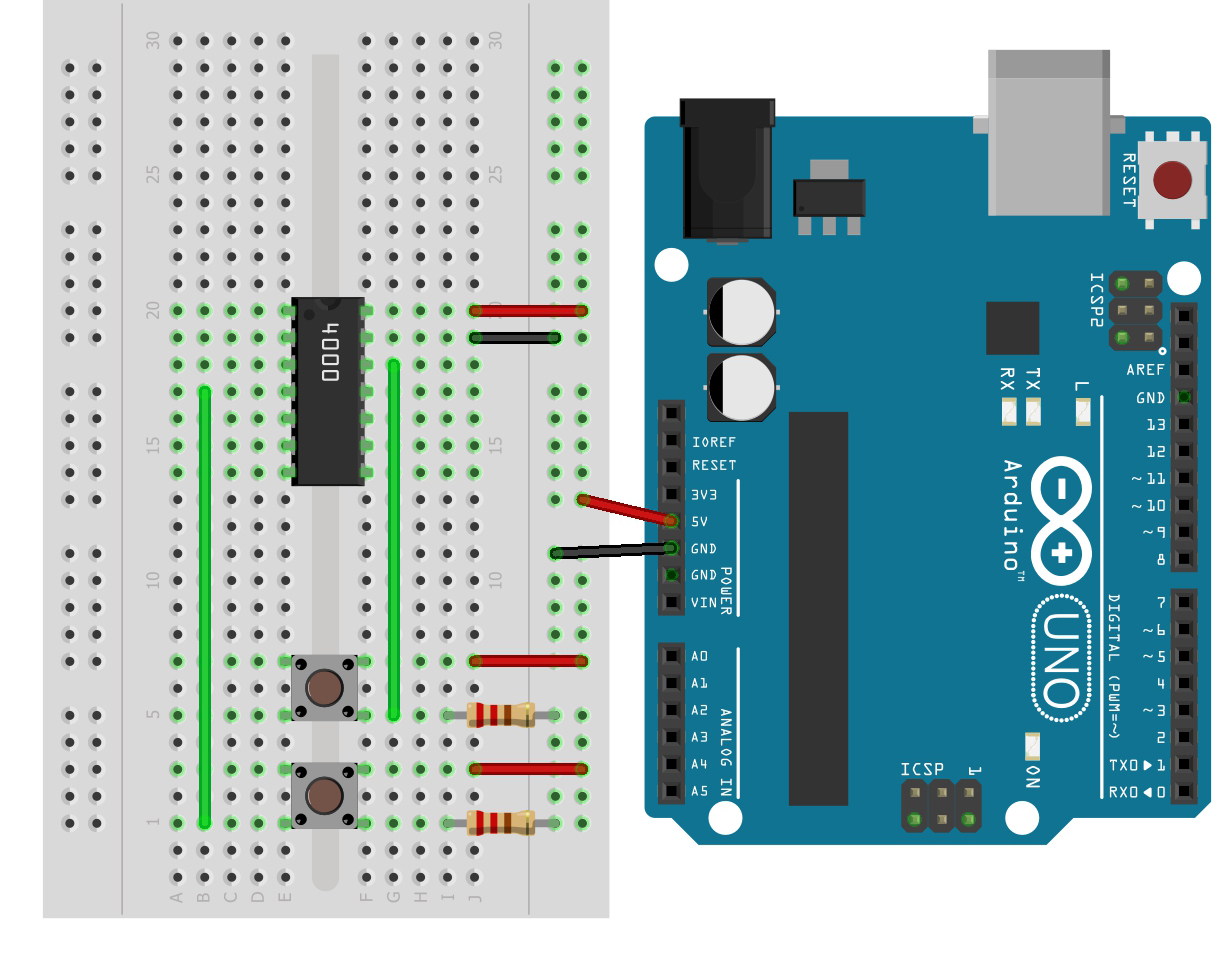 30 30
25 25
20 20
15 15
10 10
5
1
A B C D E F G H I J
4000
RESET
ICSP2
AREF
GND
13
12
~11
~10
~9
8
7
~6
~5
4
~3
2
TX0▶1
RX0◀0
DIGITAL (PWM=~)
RX TX L
Arduino™
UNO
ON
ICSP 1
IOREF
RESET
3V3
5V
GND
GND
VIN
POWER
A0
A1
A2
A3
A4
A5
ANALOG IN